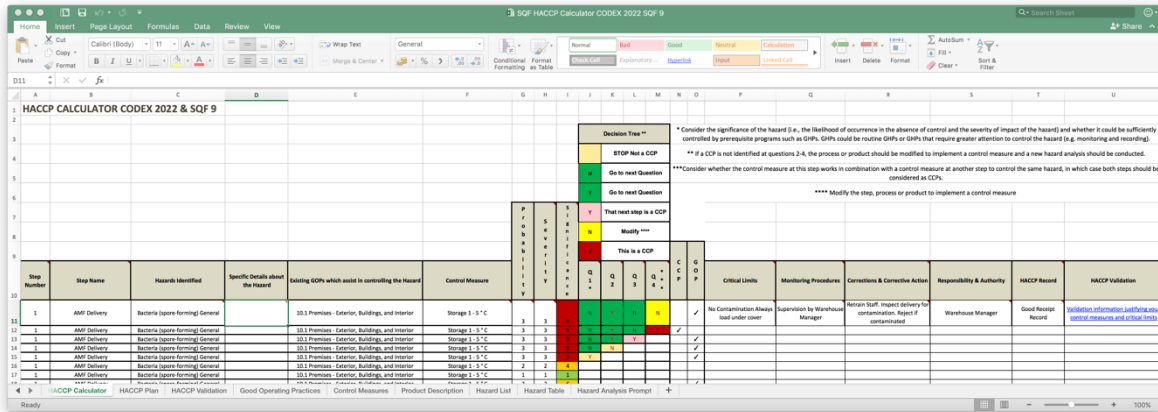 SQF HACCP Calculator CODEX 2022 SQF 9
Search Sheet
Home Insert Page Layout Formulas Data Review View
Share
Paste
Cut
Copy
Format
Calibri (Body) 11
B I U
Wrap Text
Merge & Center
General
Conditional Formatting
Format as Table
Normal Bad Good Neutral Calculation
Check Cell Explanatory ... Hyperlink Input Linked Cell
Insert Delete Format
AutoSum
Fill
Clear
Sort & Filter
D11
fx
A B C D E F G H I J K L M N O P Q R S T U
HACCP CALCULATOR CODEX 2022 & SQF 9
Decision Tree **
STOP Not a CCP
N Go to next Question
Y Go to next Question
Y That next step is a CCP
N Modify ****
This is a CCP
* Consider the significance of the hazard (i.e., the likelihood of occurrence in the absence of control and the severity of impact of the hazard) and whether it could be sufficiently
controlled by prerequisite programs such as GHPs. GHPs could be routine GHPs or GHPs that require greater attention to control the hazard (e.g. monitoring and recording).
** If a CCP is not identified at questions 2-4, the process or product should be modified to implement a control measure and a new hazard analysis should be conducted.
***Consider whether the control measure at this step works in combination with a control measure at another step to control the same hazard, in which case both steps should be
considered as CCPs.
**** Modify the step, process or product to implement a control measure
Step Number
Step Name
Hazards Identified
Specific Details about the Hazard
Existing GOPs which assist in controlling the Hazard
Control Measure
Probability
Severity
Significance
Q1*
Q2
Q3
Q4***
CCP
GOP
Critical Limits
Monitoring Procedures
Corrections & Corrective Action
Responsibility & Authority
HACCP Record
HACCP Validation
1 AMF Delivery Bacteria (spore-forming) General 10.1 Premises - Exterior, Buildings, and Interior Storage 1 - 5 ° C 3 3 N ✓
No Contamination Always load under cover
Supervision by Warehouse Manager
Retrain Staff. Inspect delivery for contamination. Reject if contaminated
Warehouse Manager
Good Receipt Record
Validation Information justifying you
control measures and critical limits
1 AMF Delivery Bacteria (spore-forming) General 10.1 Premises - Exterior, Buildings, and Interior Storage 1 - 5 ° C 3 3 ✓
1 AMF Delivery Bacteria (spore-forming) General 10.1 Premises - Exterior, Buildings, and Interior Storage 1 - 5 ° C 3 3 Y ✓
1 AMF Delivery Bacteria (spore-forming) General 10.1 Premises - Exterior, Buildings, and Interior Storage 1 - 5 ° C 3 3 N ✓
1 AMF Delivery Bacteria (spore-forming) General 10.1 Premises - Exterior, Buildings, and Interior Storage 1 - 5 ° C 3 3 Y ✓
1 AMF Delivery Bacteria (spore-forming) General 10.1 Premises - Exterior, Buildings, and Interior Storage 1 - 5 ° C 2 2 4
1 AMF Delivery Bacteria (spore-forming) General 10.1 Premises - Exterior, Buildings, and Interior Storage 1 - 5 ° C 1 1 1
HACCP Calculator HACCP Plan HACCP Validation Good Operating Practices Control Measures Product Description Hazard List Hazard Table Hazard Analysis Prompt +
Ready
100%